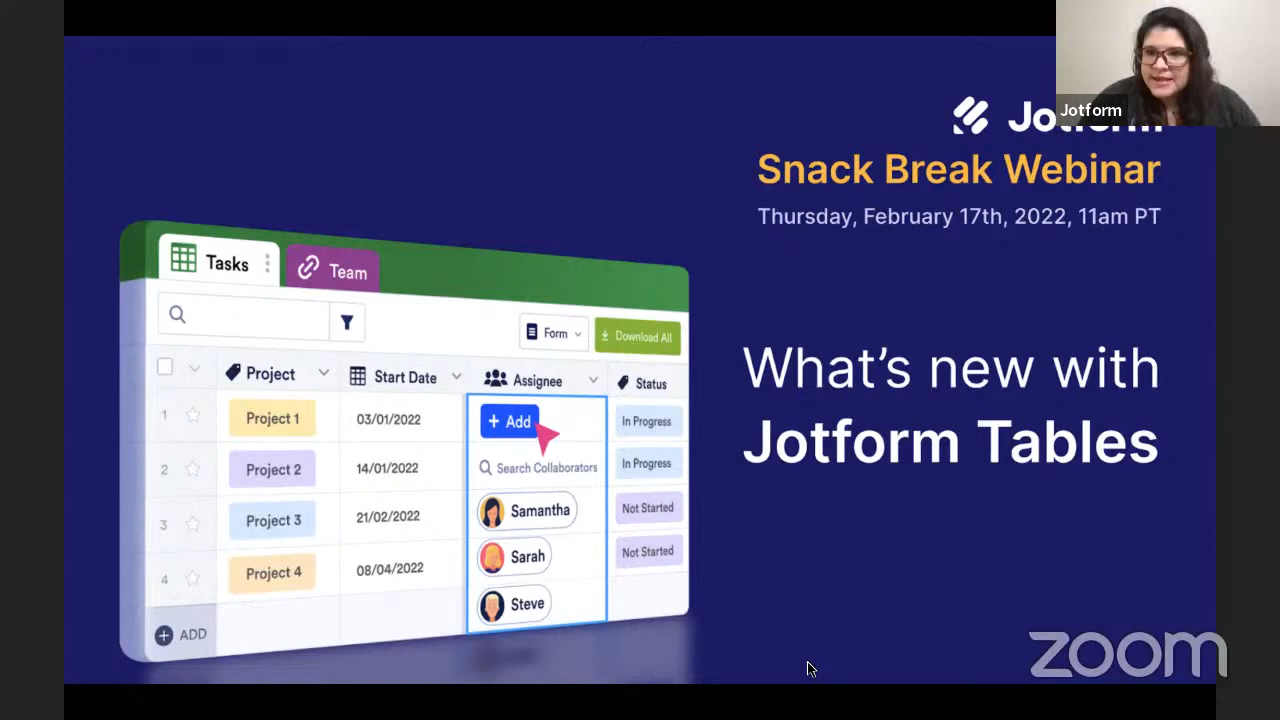 Jotform
Snack Break Webinar
Thursday, February 17th, 2022, 11am PT
What's new with
Jotform Tables
Tasks
Team
Form
Download All
Project
Start Date
Assignee
Status
1
Project 1
03/01/2022
+ Add
In Progress
Search Collaborators
2
Project 2
14/01/2022
In Progress
Samantha
3
Project 3
21/02/2022
Not Started
Sarah
4
Project 4
08/04/2022
Not Started
Steve
ADD
zoom